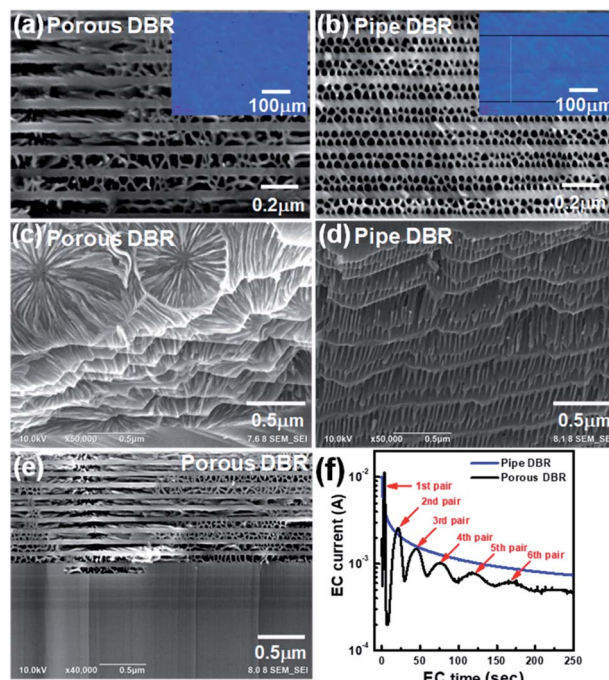 (a) Porous DBR
100μm
0.2μm
(b) Pipe DBR
100μm
0.2μm
(c) Porous DBR
0.5μm
10.0kV x50,000 0.5μm 7.6 8 SEM_SEI
(d) Pipe DBR
0.5μm
10.0kV x50,000 0.5μm 8.1 8 SEM_SEI
(e) Porous DBR
0.5μm
10.0kV x40,000 0.5μm 8.0 8 SEM_SEI
(f)
Pipe DBR
Porous DBR
1st pair
2nd pair
3rd pair
4th pair
5th pair
6th pair
EC current (A)
10⁻²
10⁻³
10⁻⁴
0 50 100 150 200 250
EC time (sec)